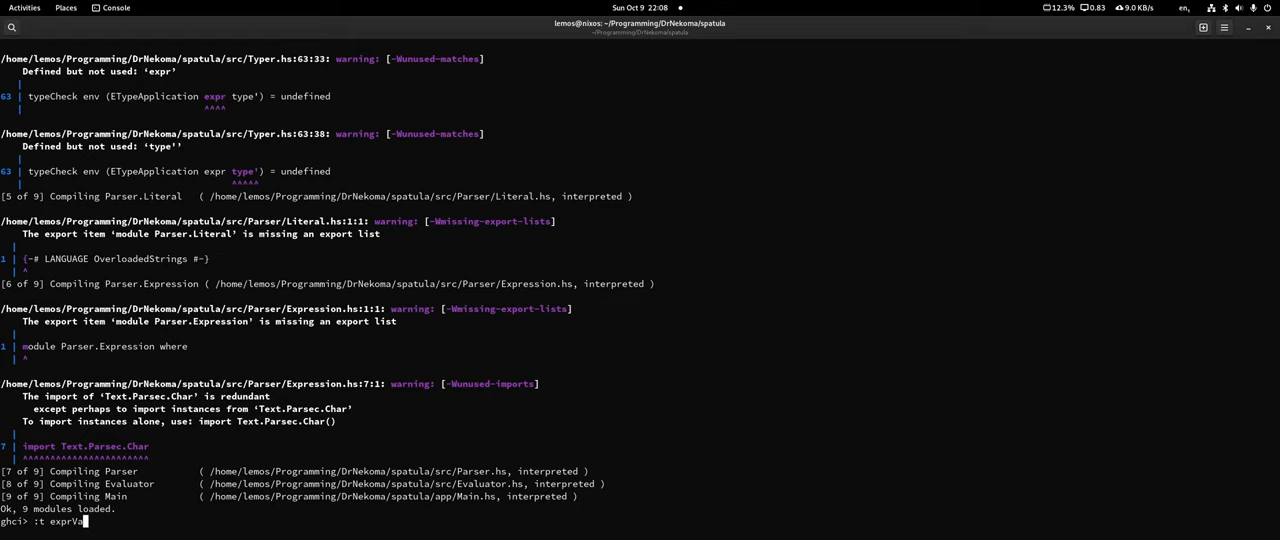 Activities Places Console Sun Oct 9 22:08 12.3% 0.83 9.0 KB/s en,
lemos@nixos: ~/Programming/DrNekoma/spatula
~/Programming/DrNekoma/spatula
/home/lemos/Programming/DrNekoma/spatula/src/Typer.hs:63:33: warning: [-Wunused-matches]
Defined but not used: ‘expr’
|
63 | typeCheck env (ETypeApplication expr type') = undefined
| ^^^^
/home/lemos/Programming/DrNekoma/spatula/src/Typer.hs:63:38: warning: [-Wunused-matches]
Defined but not used: ‘type'’
|
63 | typeCheck env (ETypeApplication expr type') = undefined
| ^^^^^
[5 of 9] Compiling Parser.Literal ( /home/lemos/Programming/DrNekoma/spatula/src/Parser/Literal.hs, interpreted )
/home/lemos/Programming/DrNekoma/spatula/src/Parser/Literal.hs:1:1: warning: [-Wmissing-export-lists]
The export item ‘module Parser.Literal’ is missing an export list
|
1 | {-# LANGUAGE OverloadedStrings #-}
| ^
[6 of 9] Compiling Parser.Expression ( /home/lemos/Programming/DrNekoma/spatula/src/Parser/Expression.hs, interpreted )
/home/lemos/Programming/DrNekoma/spatula/src/Parser/Expression.hs:1:1: warning: [-Wmissing-export-lists]
The export item ‘module Parser.Expression’ is missing an export list
|
1 | module Parser.Expression where
| ^
/home/lemos/Programming/DrNekoma/spatula/src/Parser/Expression.hs:7:1: warning: [-Wunused-imports]
The import of ‘Text.Parsec.Char’ is redundant
except perhaps to import instances from ‘Text.Parsec.Char’
To import instances alone, use: import Text.Parsec.Char()
|
7 | import Text.Parsec.Char
| ^^^^^^^^^^^^^^^^^^^^^^^
[7 of 9] Compiling Parser ( /home/lemos/Programming/DrNekoma/spatula/src/Parser.hs, interpreted )
[8 of 9] Compiling Evaluator ( /home/lemos/Programming/DrNekoma/spatula/src/Evaluator.hs, interpreted )
[9 of 9] Compiling Main ( /home/lemos/Programming/DrNekoma/spatula/app/Main.hs, interpreted )
Ok, 9 modules loaded.
ghci> :t exprVa